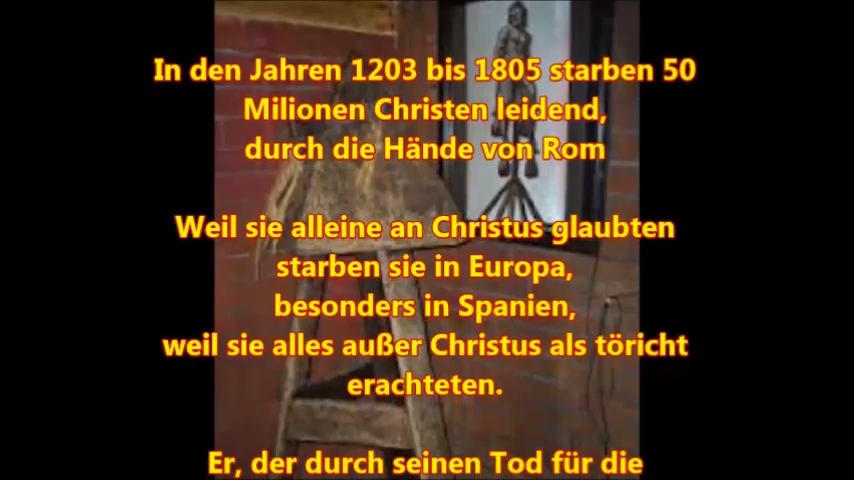 In den Jahren 1203 bis 1805 starben 50
Milionen Christen leidend,
durch die Hände von Rom
Weil sie alleine an Christus glaubten
starben sie in Europa,
besonders in Spanien,
weil sie alles außer Christus als töricht
erachteten.
Er, der durch seinen Tod für die